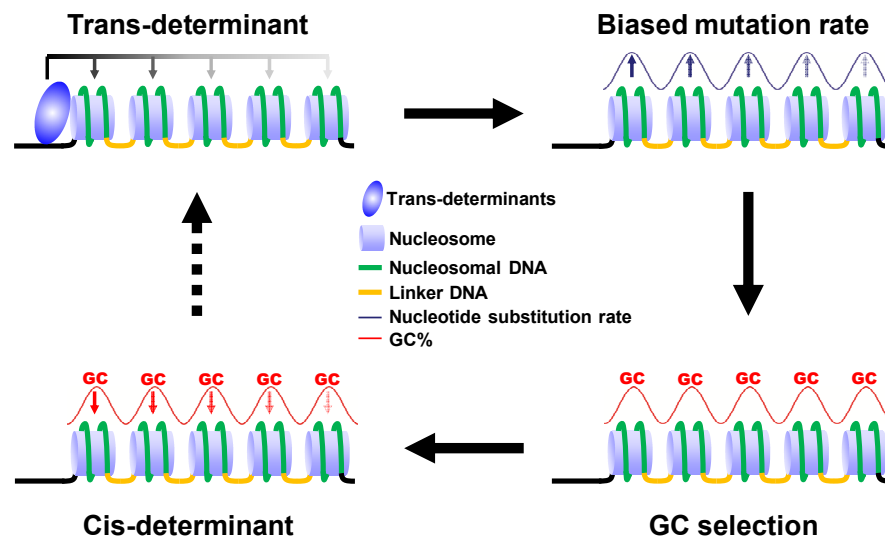 Trans-determinant
Biased mutation rate
Trans-determinants
Nucleosome
Nucleosomal DNA
Linker DNA
Nucleotide substitution rate
GC%
GC GC GC GC GC
GC GC GC GC GC
Cis-determinant
GC selection